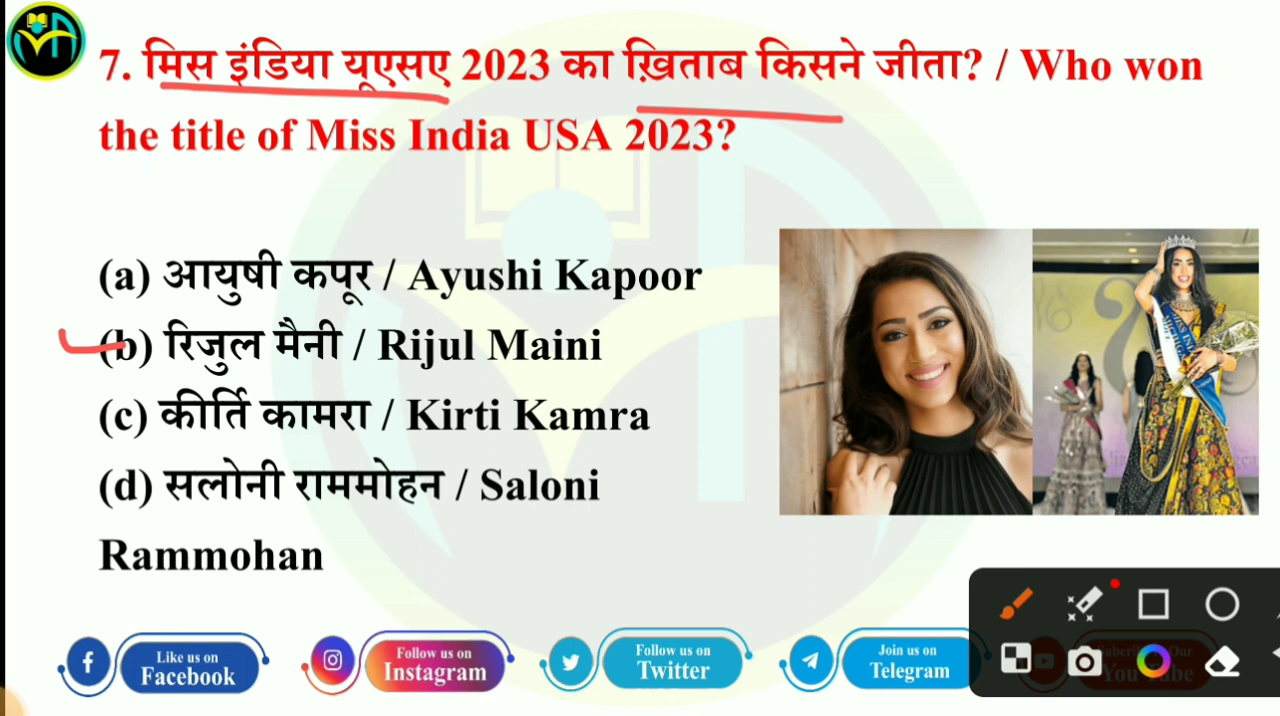 7. मिस इंडिया यूएसए 2023 का ख़िताब किसने जीता? / Who won
the title of Miss India USA 2023?
(a) आयुषी कपूर / Ayushi Kapoor
(b) रिजुल मैनी / Rijul Maini
(c) कीर्ति कामरा / Kirti Kamra
(d) सलोनी राममोहन / Saloni
Rammohan
Like us on
Facebook
Follow us on
Instagram
Follow us on
Twitter
Join us on
Telegram
Our
YouTube